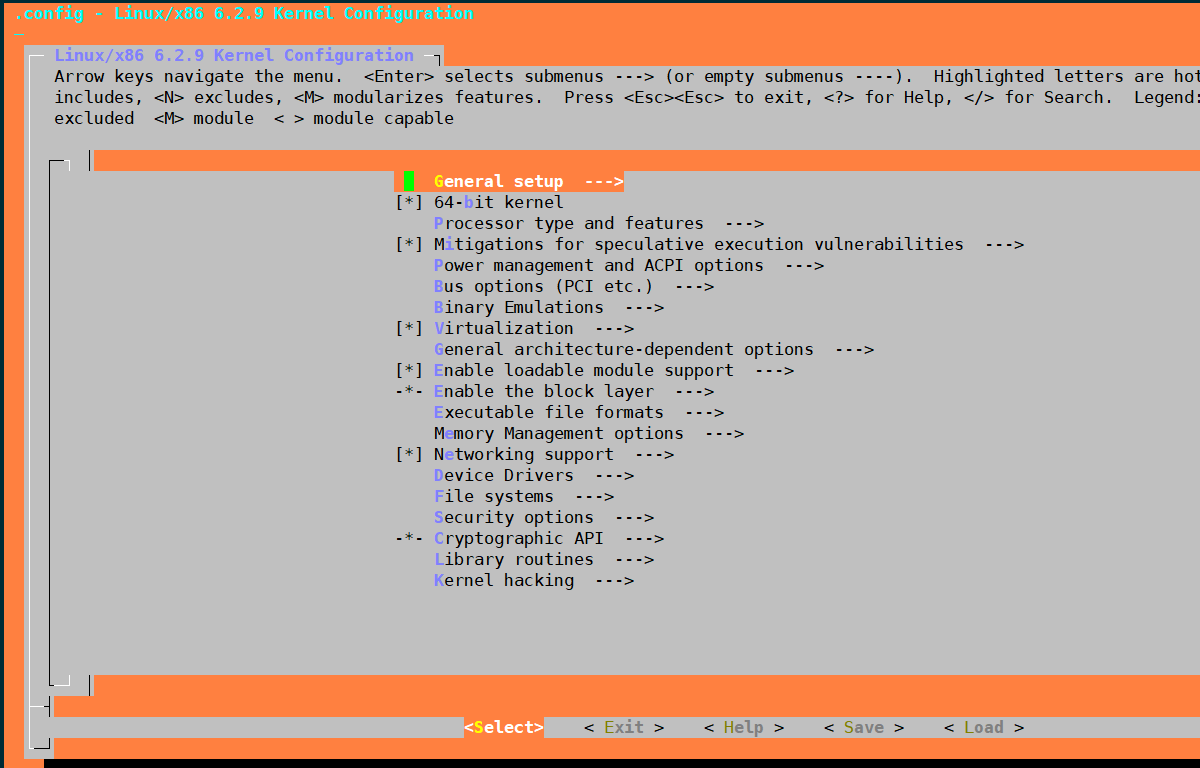 .config - Linux/x86 6.2.9 Kernel Configuration
Linux/x86 6.2.9 Kernel Configuration
Arrow keys navigate the menu.  <Enter> selects submenus ---> (or empty submenus ----).  Highlighted letters are hot
includes, <N> excludes, <M> modularizes features.  Press <Esc><Esc> to exit, <?> for Help, </> for Search.  Legend:
excluded  <M> module  < > module capable
General setup  --->
[*] 64-bit kernel
Processor type and features  --->
[*] Mitigations for speculative execution vulnerabilities  --->
Power management and ACPI options  --->
Bus options (PCI etc.)  --->
Binary Emulations  --->
[*] Virtualization  --->
General architecture-dependent options  --->
[*] Enable loadable module support  --->
-*- Enable the block layer  --->
Executable file formats  --->
Memory Management options  --->
[*] Networking support  --->
Device Drivers  --->
File systems  --->
Security options  --->
-*- Cryptographic API  --->
Library routines  --->
Kernel hacking  --->
<Select>    < Exit >    < Help >    < Save >    < Load >